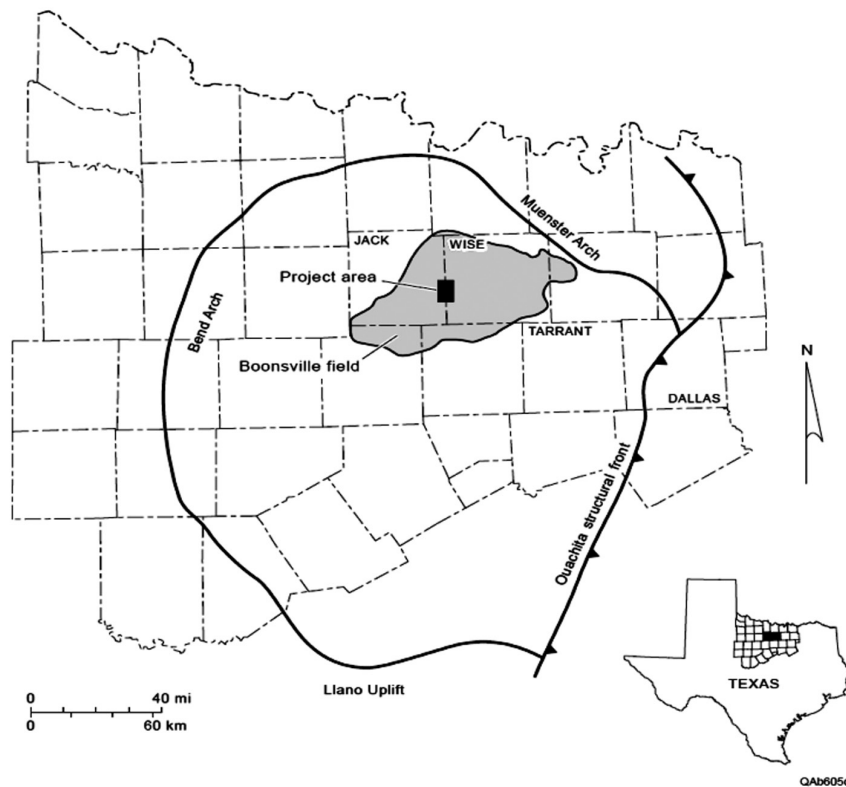 Muenster Arch
JACK
WISE
Project area
Bend Arch
TARRANT
Boonsville field
N
DALLAS
Ouachita structural front
0 40 mi
0 60 km
Llano Uplift
TEXAS